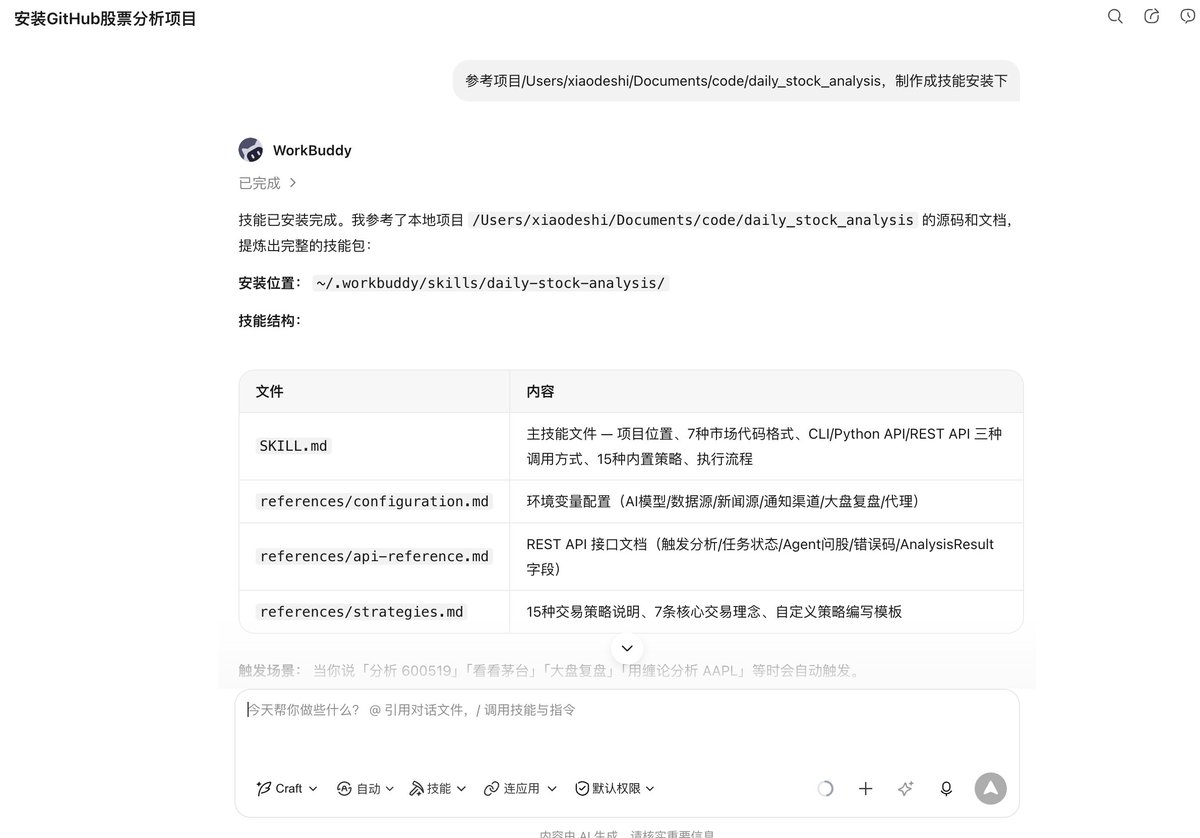 安装GitHub股票分析项目
参考项目/Users/xiaodeshi/Documents/code/daily_stock_analysis，制作成技能安装下
WorkBuddy
已完成
技能已安装完成。我参考了本地项目 /Users/xiaodeshi/Documents/code/daily_stock_analysis 的源码和文档，
提炼出完整的技能包：
安装位置： ~/.workbuddy/skills/daily-stock-analysis/
技能结构：
文件 内容
SKILL.md
主技能文件 — 项目位置、7种市场代码格式、CLI/Python API/REST API 三种
调用方式、15种内置策略、执行流程
references/configuration.md 环境变量配置（AI模型/数据源/新闻源/通知渠道/大盘复盘/代理）
references/api-reference.md
REST API 接口文档（触发分析/任务状态/Agent问股/错误码/AnalysisResult
字段）
references/strategies.md 15种交易策略说明、7条核心交易理念、自定义策略编写模板
触发场景： 当你说「分析 600519」「看看茅台」「大盘复盘」「用缠论分析 AAPL」等时会自动触发。
今天帮你做些什么？ @ 引用对话文件，/ 调用技能与指令
Craft 自动 技能 连应用 默认权限
内容由 AI 生成，请核实重要信息